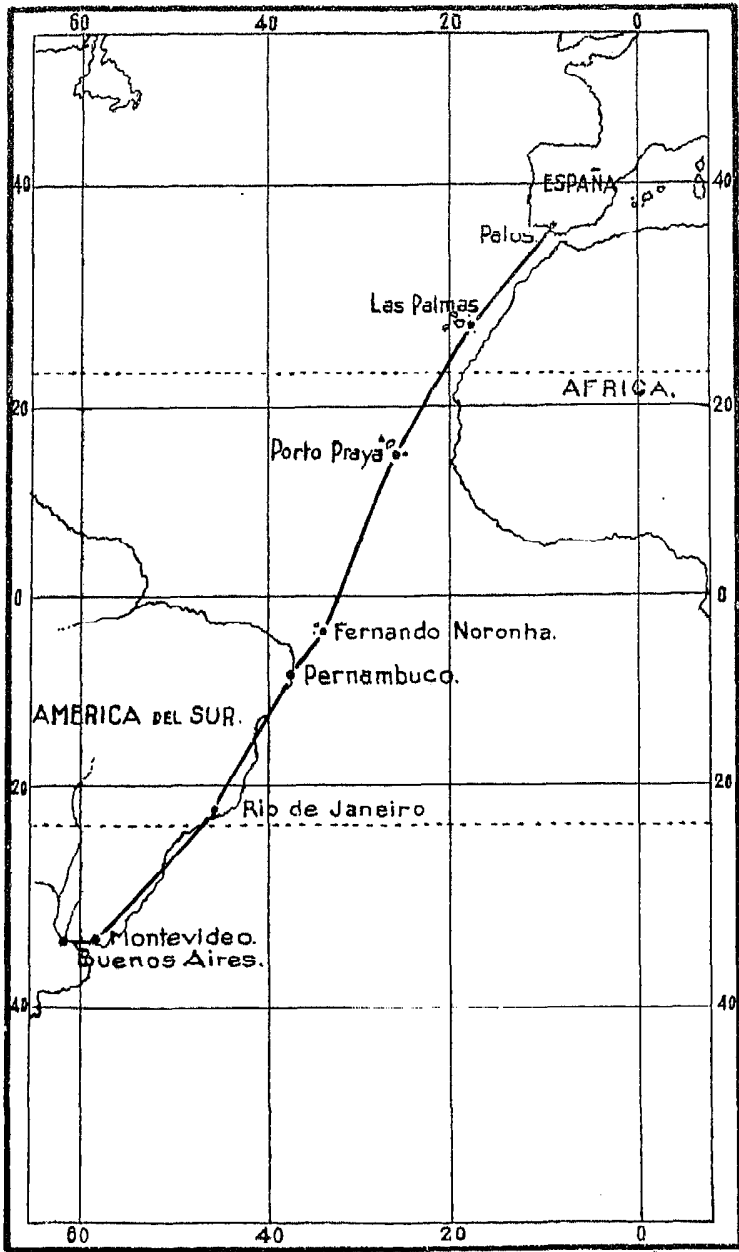 60 40 20 0
40 ESPAÑA 40
Palos.
Las Palmas
AFRICA.
20 20
Porto Praya
0 0
Fernando Noronha.
Pernambuco.
AMERICA DEL SUR.
20 20
Rio de Janeiro
Montevideo.
Buenos Aires.
40 40
60 40 20 0